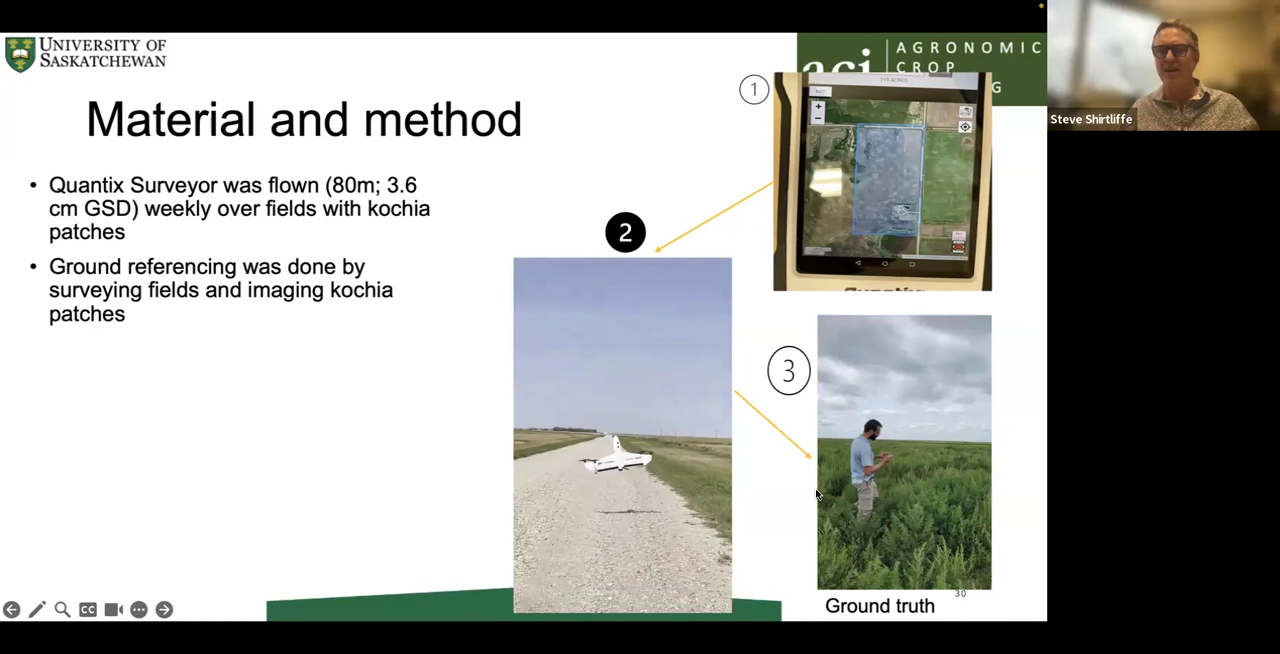 UNIVERSITY OF
SASKATCHEWAN
Material and method
• Quantix Surveyor was flown (80m; 3.6
cm GSD) weekly over fields with kochia
patches
• Ground referencing was done by
surveying fields and imaging kochia
patches
1
AGRONOMIC
CROP
G
aci
2
3
30
Ground truth
CC
Steve Shirtliffe